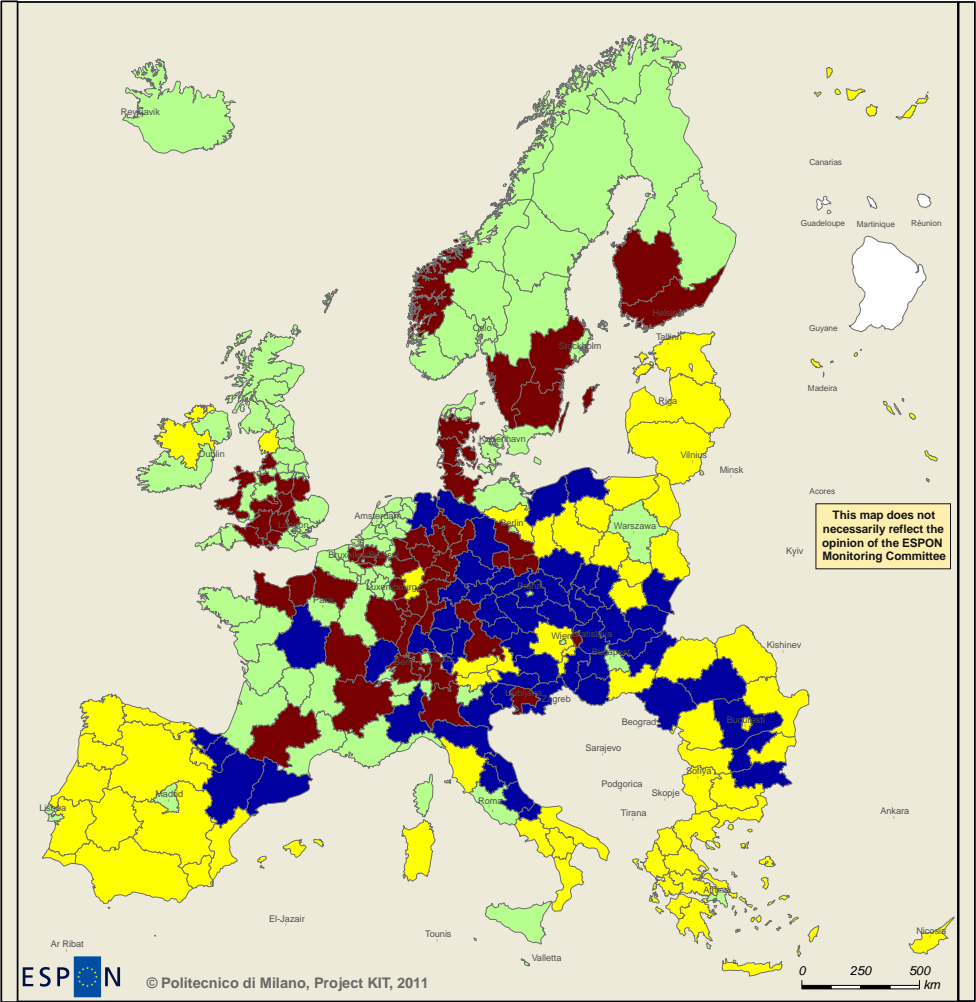 Reykjavik
Canarias
Guadeloupe
Martinique
Réunion
Guyane
Madeira
Acores
Oslo
Helsinki
Tallinn
Stockholm
Riga
København
Dublin
Vilnius
Minsk
This map does not
necessarily reflect the
opinion of the ESPON
Monitoring Committee
Amsterdam
Berlin
Warszawa
Kyiv
Luxembourg
Paris
Wien
Bratislava
Budapest
Kishinev
Ljubljana
Zagreb
Beograd
Bucuresti
Sarajevo
Sofiya
Podgorica
Skopje
Tirana
Ankara
Madrid
Lisboa
Roma
El-Jazair
Tounis
Valletta
Ar Ribat
Nicosia
ESPON
© Politecnico di Milano, Project KIT, 2011
0 250 500
km